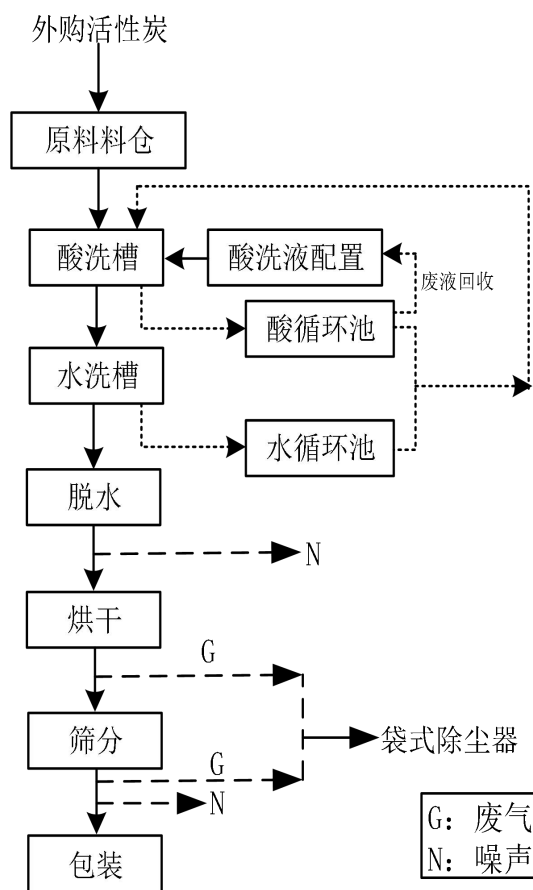 外购活性炭
原料料仓
酸洗槽
酸洗液配置
废液回收
酸循环池
水洗槽
水循环池
脱水
N
烘干
G
筛分
袋式除尘器
G
N
包装
G：废气
N：噪声